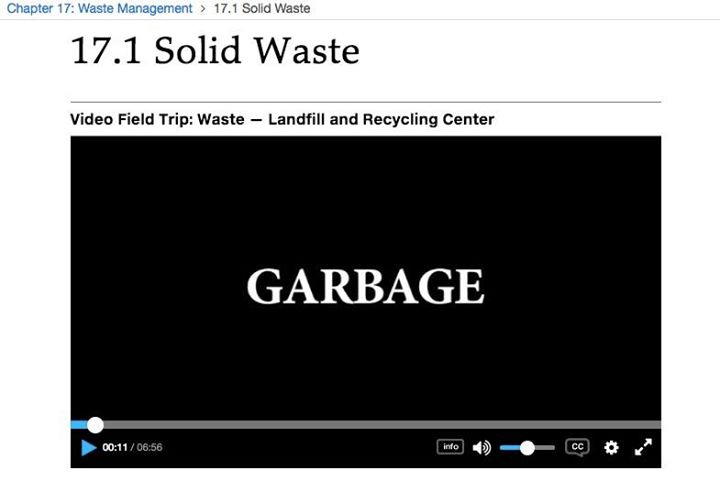 Chapter 17: Waste Management > 17.1 Solid Waste
17.1 Solid Waste
Video Field Trip: Waste — Landfill and Recycling Center
GARBAGE
00:11 / 06:56 info CC